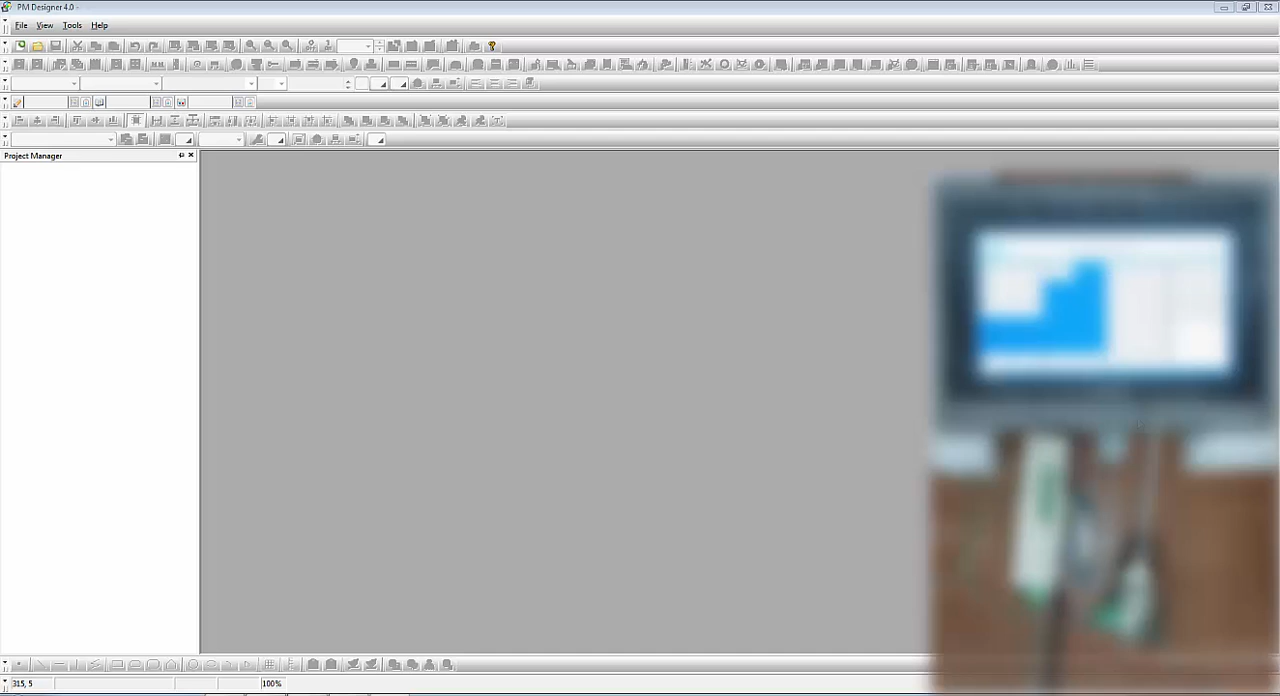 PM Designer 4.0 -
File View Tools Help
Project Manager
315, 5
100%